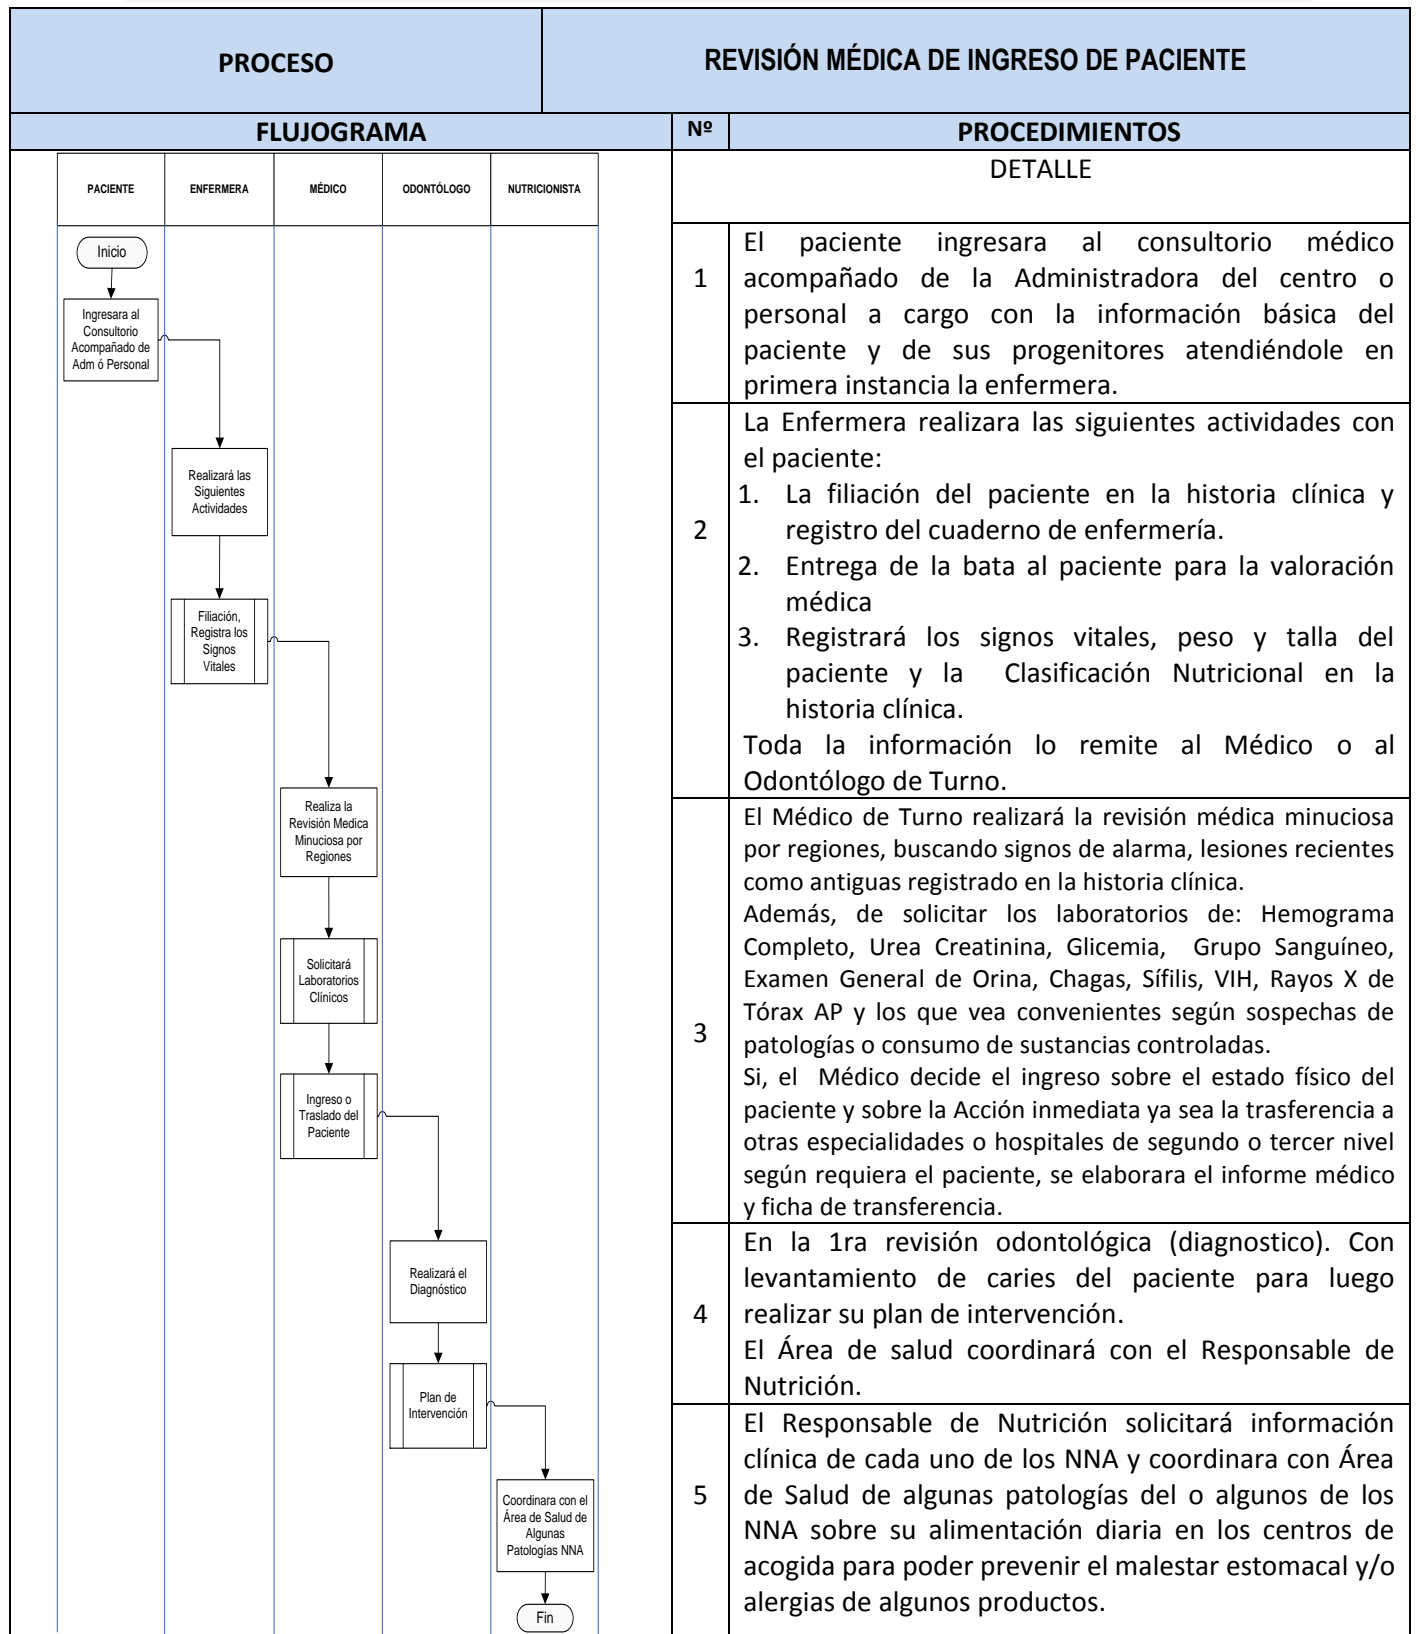 PROCESO
REVISIÓN MÉDICA DE INGRESO DE PACIENTE
FLUJOGRAMA
Nº
PROCEDIMIENTOS
PACIENTE
ENFERMERA
MÉDICO
ODONTÓLOGO
NUTRICIONISTA
Inicio
Ingresara al
Consultorio
Acompañado de
Adm ó Personal
Realizará las
Siguientes
Actividades
Filiación,
Registra los
Signos
Vitales
Realiza la
Revisión Medica
Minuciosa por
Regiones
Solicitará
Laboratorios
Clínicos
Ingreso o
Traslado del
Paciente
Realizará el
Diagnóstico
Plan de
Intervención
Coordinara con el
Área de Salud de
Algunas
Patologías NNA
Fin
DETALLE
1
El paciente ingresara al consultorio médico
acompañado de la Administradora del centro o
personal a cargo con la información básica del
paciente y de sus progenitores atendiéndole en
primera instancia la enfermera.
2
La Enfermera realizara las siguientes actividades con
el paciente:
1. La filiación del paciente en la historia clínica y
registro del cuaderno de enfermería.
2. Entrega de la bata al paciente para la valoración
médica
3. Registrará los signos vitales, peso y talla del
paciente y la Clasificación Nutricional en la
historia clínica.
Toda la información lo remite al Médico o al
Odontólogo de Turno.
3
El Médico de Turno realizará la revisión médica minuciosa
por regiones, buscando signos de alarma, lesiones recientes
como antiguas registrado en la historia clínica.
Además, de solicitar los laboratorios de: Hemograma
Completo, Urea Creatinina, Glicemia, Grupo Sanguíneo,
Examen General de Orina, Chagas, Sífilis, VIH, Rayos X de
Tórax AP y los que vea convenientes según sospechas de
patologías o consumo de sustancias controladas.
Si, el Médico decide el ingreso sobre el estado físico del
paciente y sobre la Acción inmediata ya sea la trasferencia a
otras especialidades o hospitales de segundo o tercer nivel
según requiera el paciente, se elaborara el informe médico
y ficha de transferencia.
4
En la 1ra revisión odontológica (diagnostico). Con
levantamiento de caries del paciente para luego
realizar su plan de intervención.
El Área de salud coordinará con el Responsable de
Nutrición.
5
El Responsable de Nutrición solicitará información
clínica de cada uno de los NNA y coordinara con Área
de Salud de algunas patologías del o algunos de los
NNA sobre su alimentación diaria en los centros de
acogida para poder prevenir el malestar estomacal y/o
alergias de algunos productos.